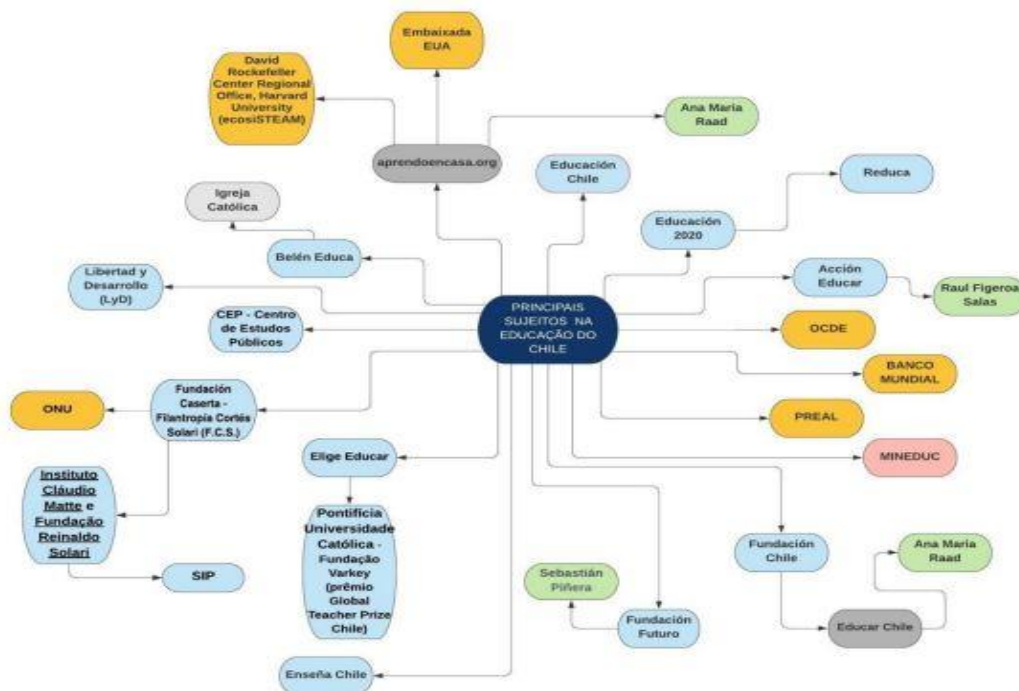 Embaixada
EUA
David
Rockefeller
Center Regional
Office, Harvard
University
(ecosiSTEAM)
Ana Maria
Raad
aprendoencasa.org
Educación
Chile
Reduca
Igreja
Católica
Educación
2020
Belén Educa
Libertad y
Desarrollo
(LyD)
Acción
Educar
Raul Figeroa
Salas
CEP - Centro
de Estudos
Públicos
PRINCIPAIS
SUJEITOS NA
EDUCAÇÃO DO
CHILE
OCDE
BANCO
MUNDIAL
Fundación
Caserta -
Filantropía Cortés
Solari (F.C.S.)
ONU
PREAL
Elige Educar
MINEDUC
Instituto
Cláudio
Matte e
Fundação
Reinaldo
Solari
SIP
Pontifícia
Universidade
Católica -
Fundação
Varkey
(prêmio
Global
Teacher Prize
Chile)
Fundación
Chile
Ana Maria
Raad
Sebastián
Piñera
Fundación
Futuro
Educar Chile
Enseña Chile